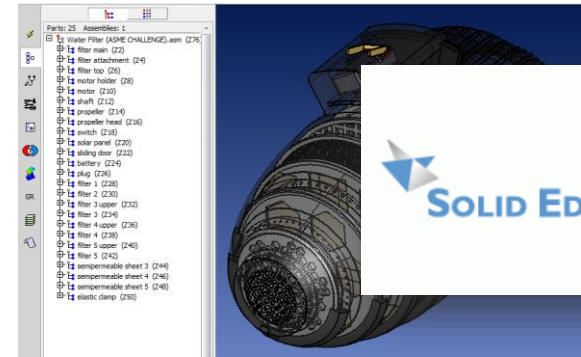 Parts: 25 Assemblies: 1
Water Filter (ASME CHALLENGE).asm (Z76
filter main (Z2)
filter attachment (Z4)
filter top (Z6)
motor holder (Z8)
motor (Z10)
shaft (Z12)
propeller (Z14)
propeller head (Z16)
switch (Z18)
solar panel (Z20)
sliding door (Z22)
battery (Z24)
plug (Z26)
filter 1 (Z28)
filter 2 (Z30)
filter 3 upper (Z32)
filter 3 (Z34)
filter 4 upper (Z36)
filter 4 (Z38)
filter 5 upper (Z40)
filter 5 (Z42)
semipermeable sheet 3 (Z44)
semipermeable sheet 4 (Z46)
semipermeable sheet 5 (Z48)
elastic clamp (Z50)
GR.
SOLID ED